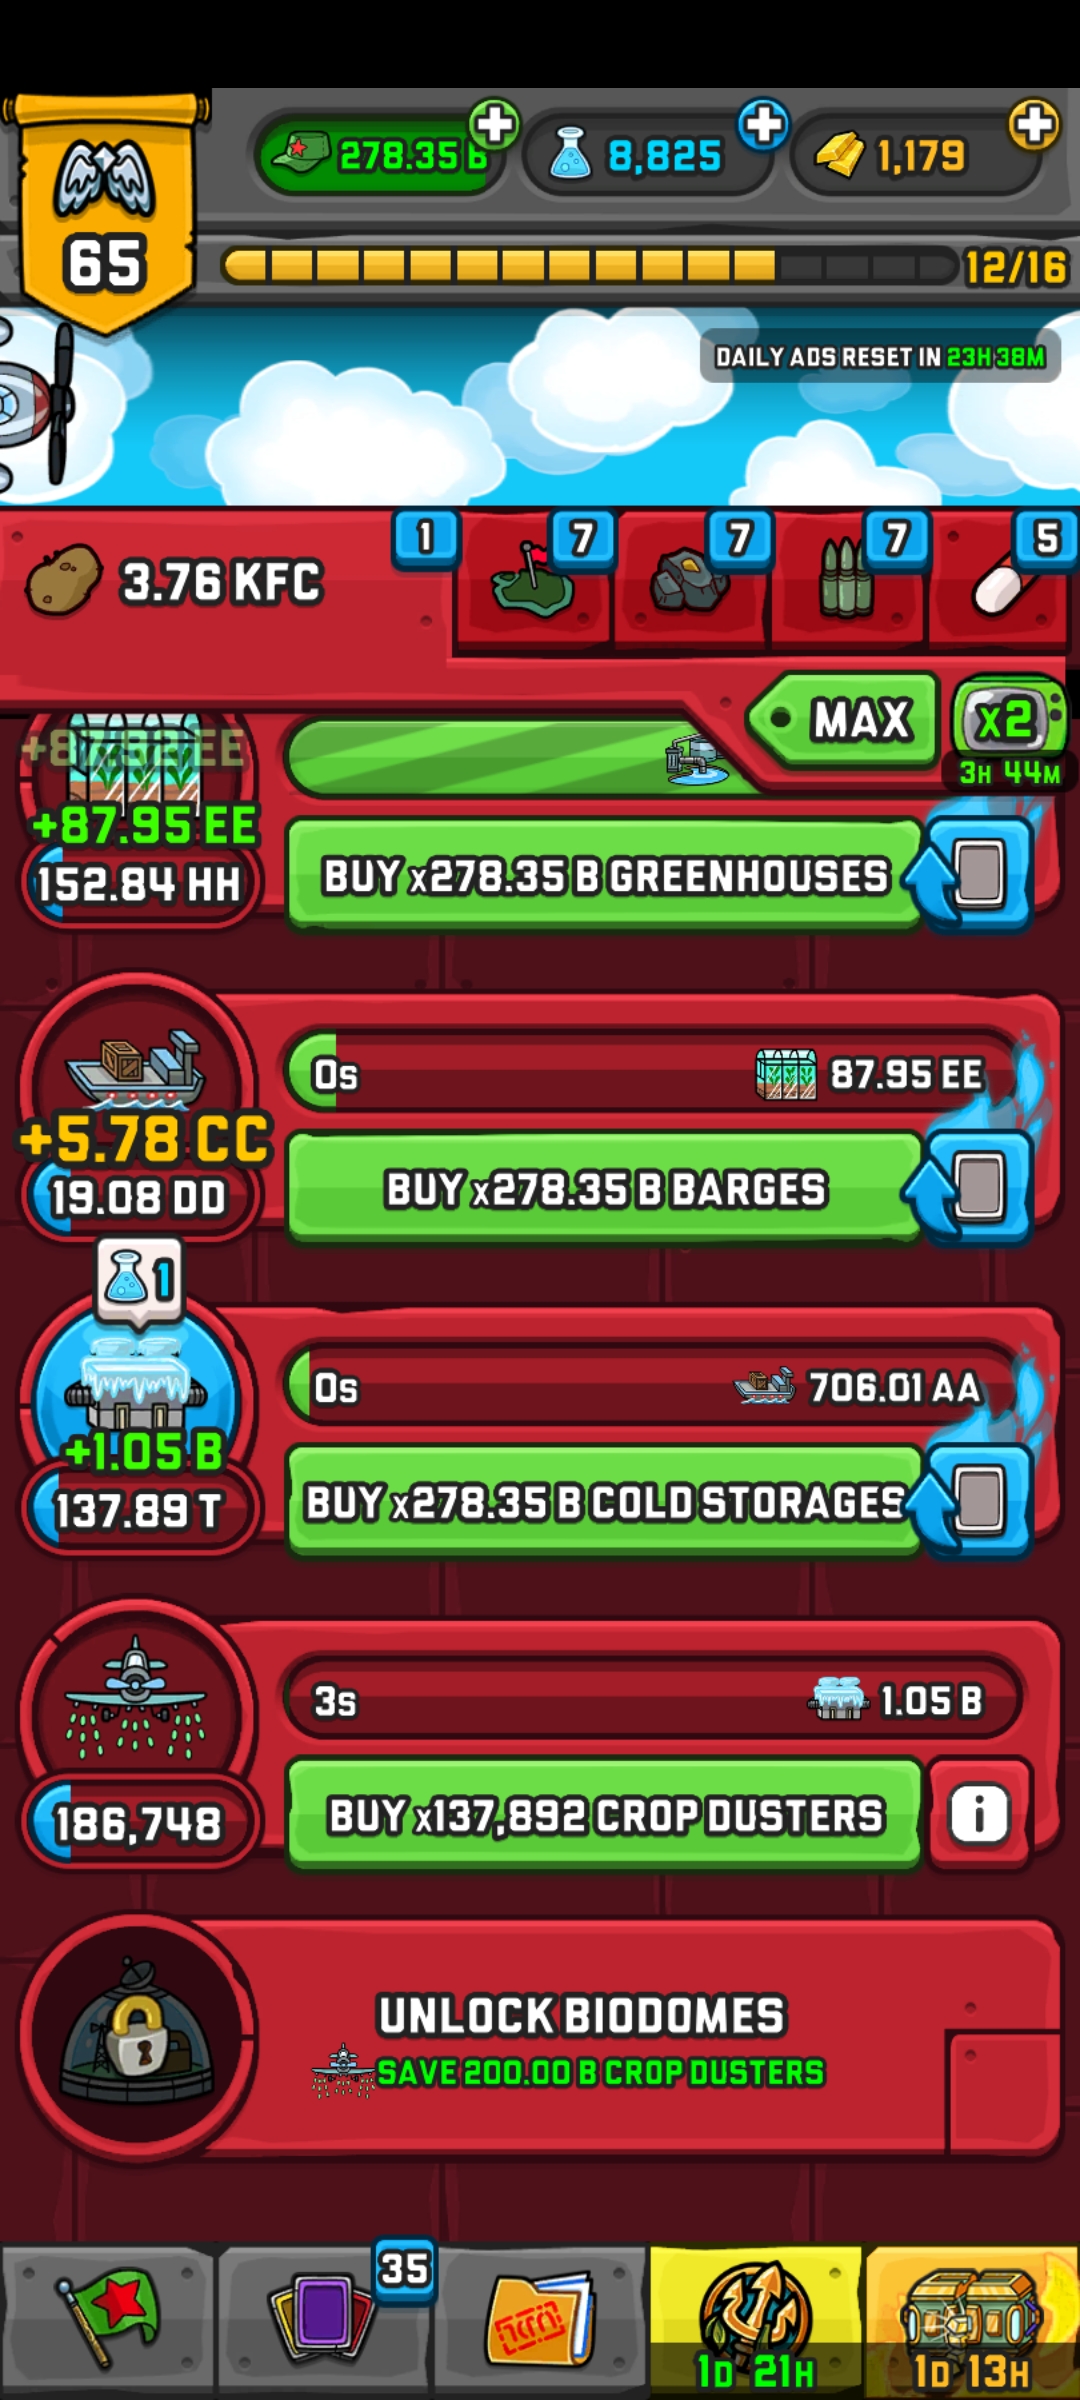 65
278.35 B
8,825
1,179
12/16
DAILY ADS RESET IN 23H 38M
3.76 KFC
1
7
7
7
5
MAX
x2
3H 44M
+87.95 EE
152.84 HH
BUY x278.35 B GREENHOUSES
0s
87.95 EE
+5.78 CC
19.08 DD
BUY x278.35 B BARGES
1
0s
706.01 AA
+1.05 B
137.89 T
BUY x278.35 B COLD STORAGES
3s
1.05 B
186,748
BUY x137,892 CROP DUSTERS
i
UNLOCK BIODOMES
SAVE 200.00 B CROP DUSTERS
35
1D 21H
1D 13H